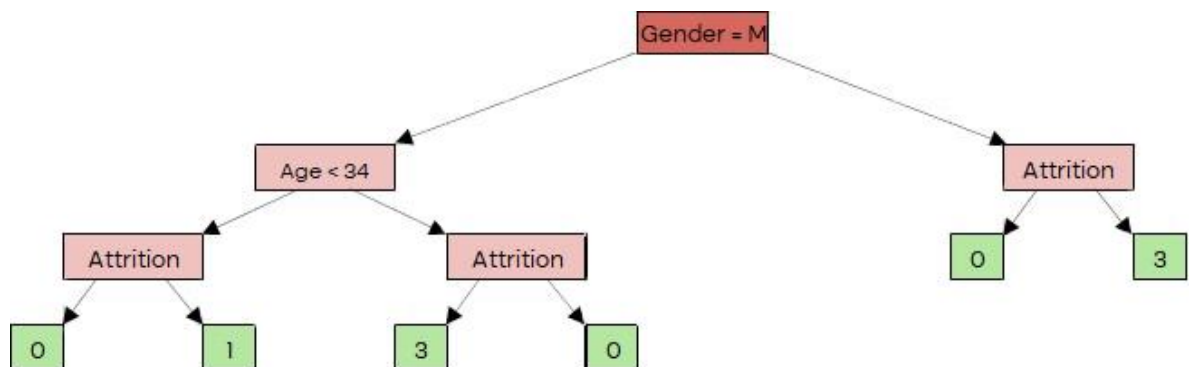 Gender = M
Age < 34
Attrition
Attrition
Attrition
0
3
0
1
3
0